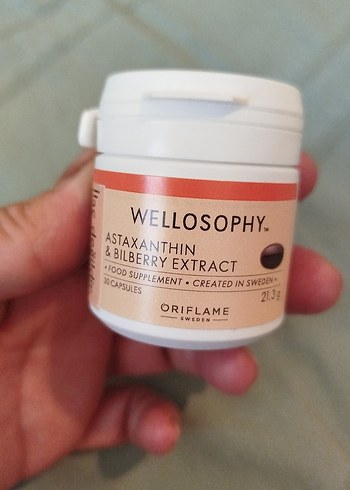 WELLOSOPHY™
ASTAXANTHIN
& BILBERRY EXTRACT
• FOOD SUPPLEMENT • CREATED IN SWEDEN •
30 CAPSULES
21,3 g
ORIFLAME
SWEDEN